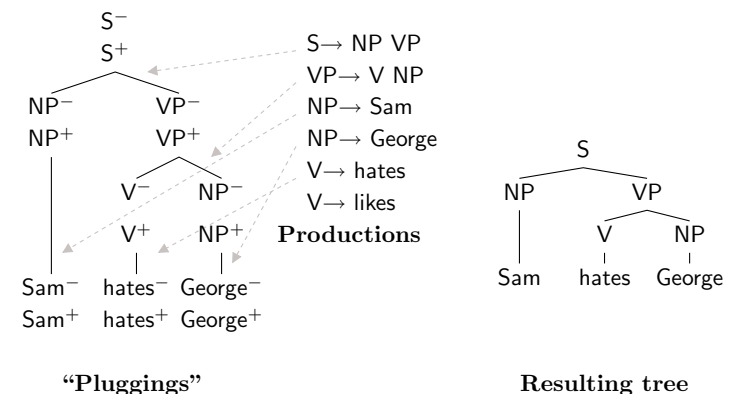 S−
S+
NP− VP−
NP+ VP+
V− NP−
V+ NP+
Sam− hates− George−
Sam+ hates+ George+
“Pluggings”
S→ NP VP
VP→ V NP
NP→ Sam
NP→ George
V→ hates
V→ likes
Productions
S
NP VP
V NP
Sam hates George
Resulting tree